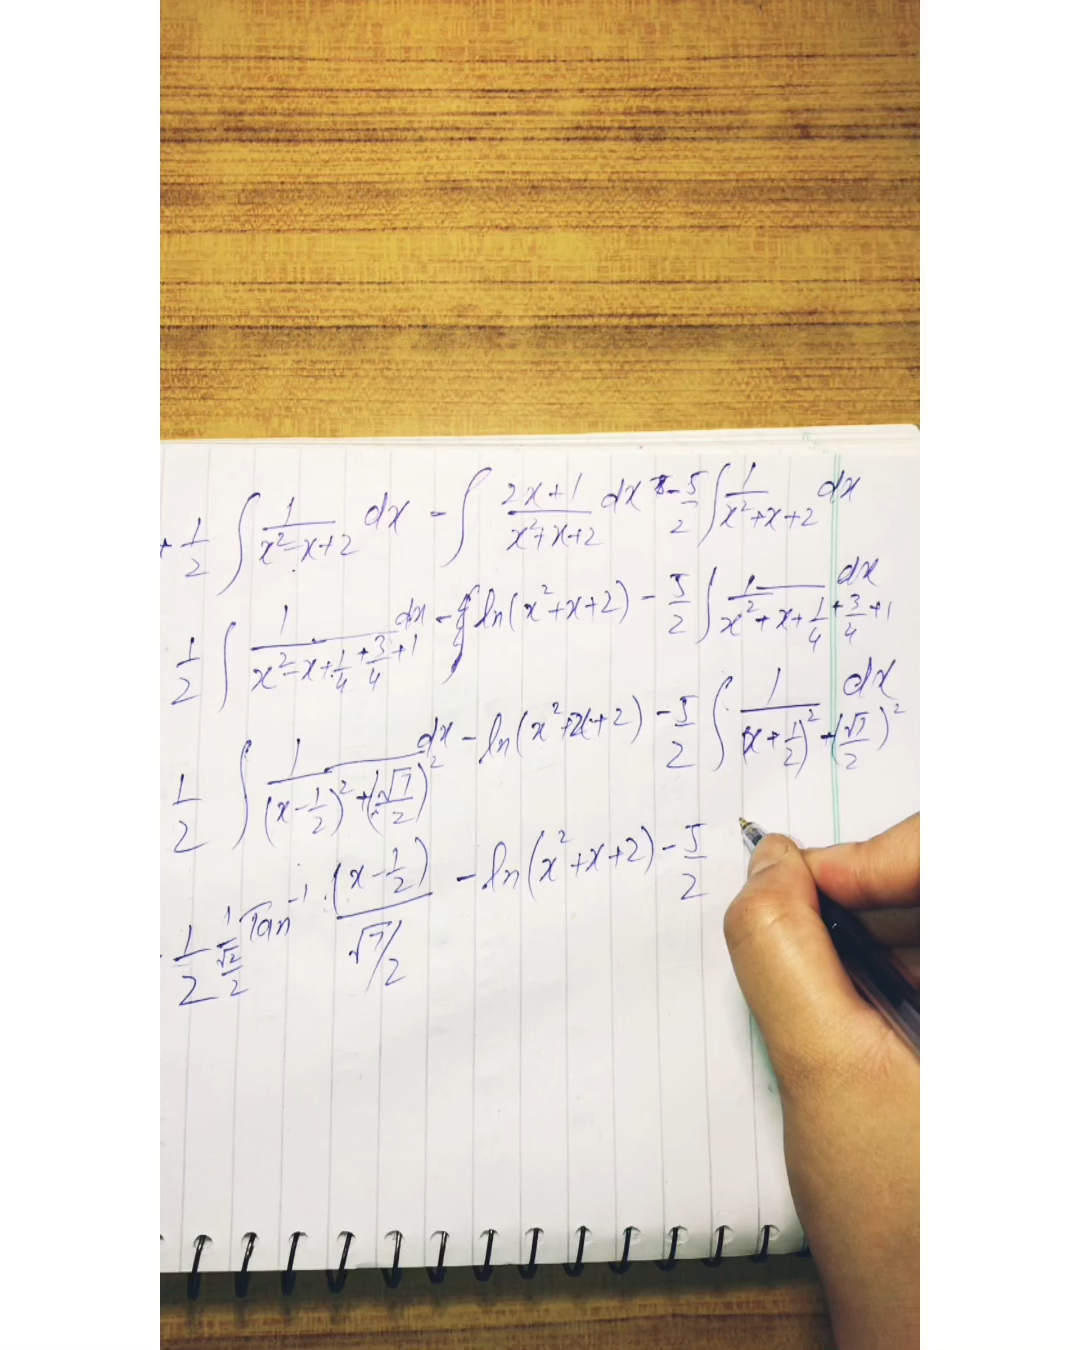 + 1/2 ∫ 1/(x²-x+2) dx - ∫ (2x+1)/(x²+x+2) dx - 5/2 ∫ 1/(x²+x+2) dx
1/2 ∫ 1/(x²-x+1/4+3/4+1) dx - ln(x²+x+2) - 5/2 ∫ 1/(x²+x+1/4+3/4+1) dx
1/2 ∫ 1/((x-1/2)²+(√7/2)²) dx - ln(x²+x+2) - 5/2 ∫ 1/((x+1/2)²+(√7/2)²) dx
1/2 1/(√2/2) Tan⁻¹ (x-1/2)/(√7/2) - ln(x²+x+2) - 5/2